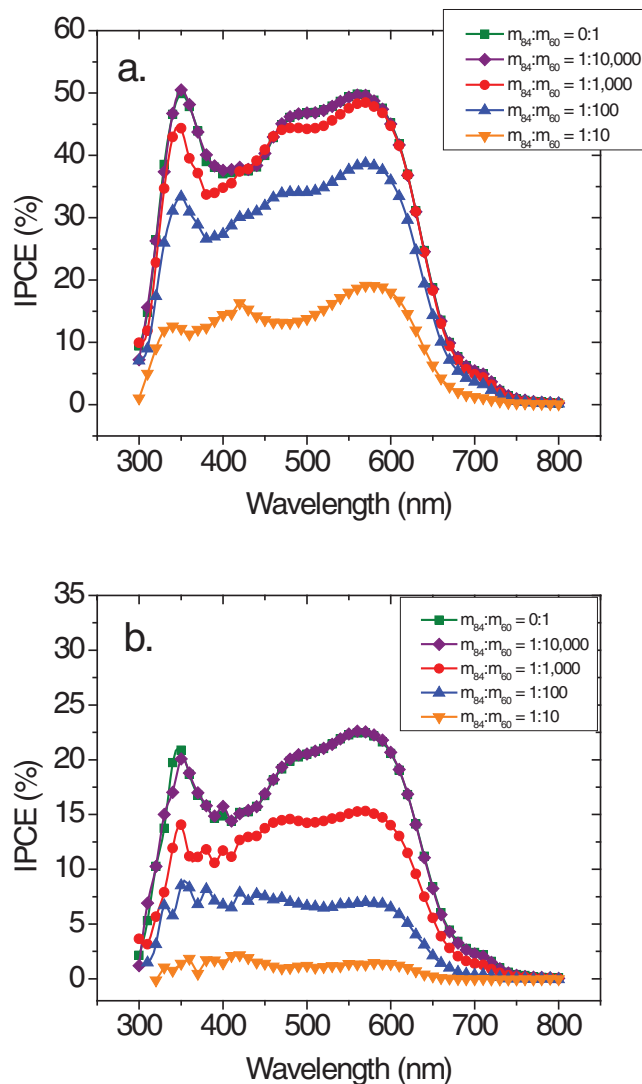 a.
m84:m60 = 0:1
m84:m60 = 1:10,000
m84:m60 = 1:1,000
m84:m60 = 1:100
m84:m60 = 1:10
60
50
40
30
20
10
0
IPCE (%)
300 400 500 600 700 800
Wavelength (nm)
b.
m84:m60 = 0:1
m84:m60 = 1:10,000
m84:m60 = 1:1,000
m84:m60 = 1:100
m84:m60 = 1:10
35
30
25
20
15
10
5
0
IPCE (%)
300 400 500 600 700 800
Wavelength (nm)